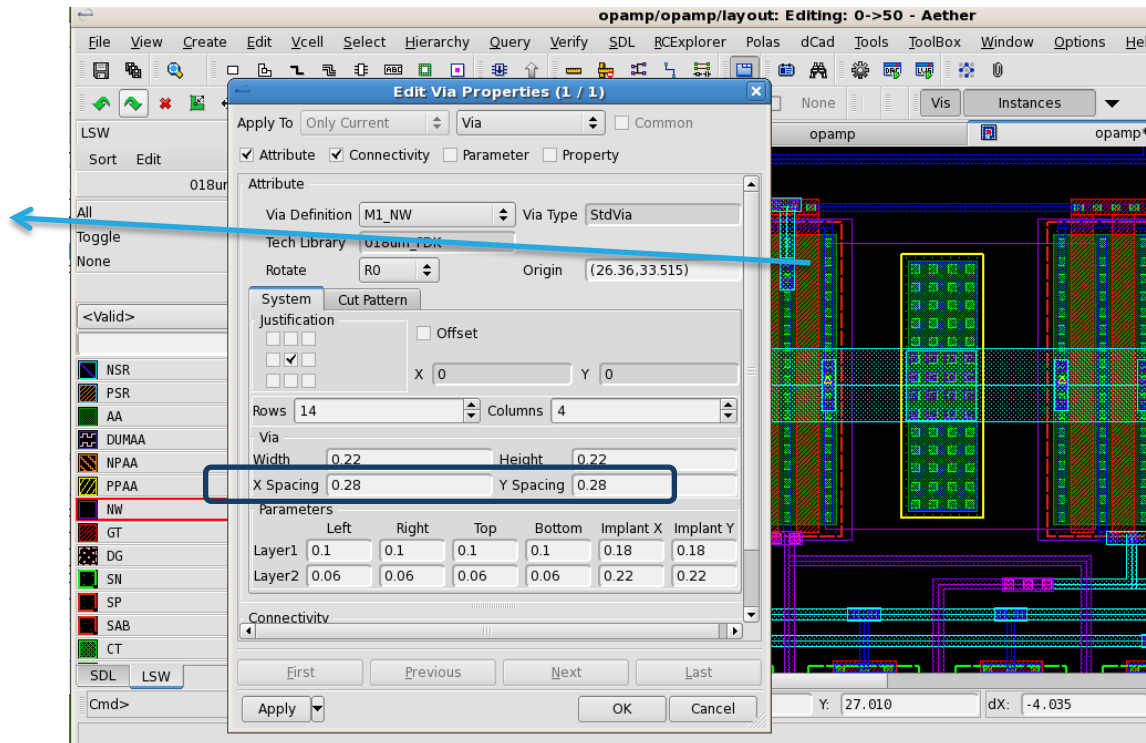 opamp/opamp/layout: Editing: 0->50 - Aether
File View Create Edit Vcell Select Hierarchy Query Verify SDL RCExplorer Polas dCad Tools ToolBox Window Options Hel
None Vis Instances
Edit Via Properties (1 / 1)
Apply To Only Current Via Common
Attribute Connectivity Parameter Property
Attribute
Via Definition M1_NW Via Type StdVia
Tech Library 018um_PDK
Rotate R0 Origin (26.36,33.515)
System Cut Pattern
Justification
Offset
X 0 Y 0
Rows 14 Columns 4
Via
Width 0.22 Height 0.22
X Spacing 0.28 Y Spacing 0.28
Parameters
Left Right Top Bottom Implant X Implant Y
Layer1 0.1 0.1 0.1 0.1 0.18 0.18
Layer2 0.06 0.06 0.06 0.06 0.22 0.22
Connectivity
First Previous Next Last
Apply OK Cancel
LSW
Sort Edit
018um
All
Toggle
None
<Valid>
NSR
PSR
AA
DUMAA
NPAA
PPAA
NW
GT
DG
SN
SP
SAB
CT
SDL LSW
Cmd>
opamp opamp*
Y: 27.010 dX: -4.035